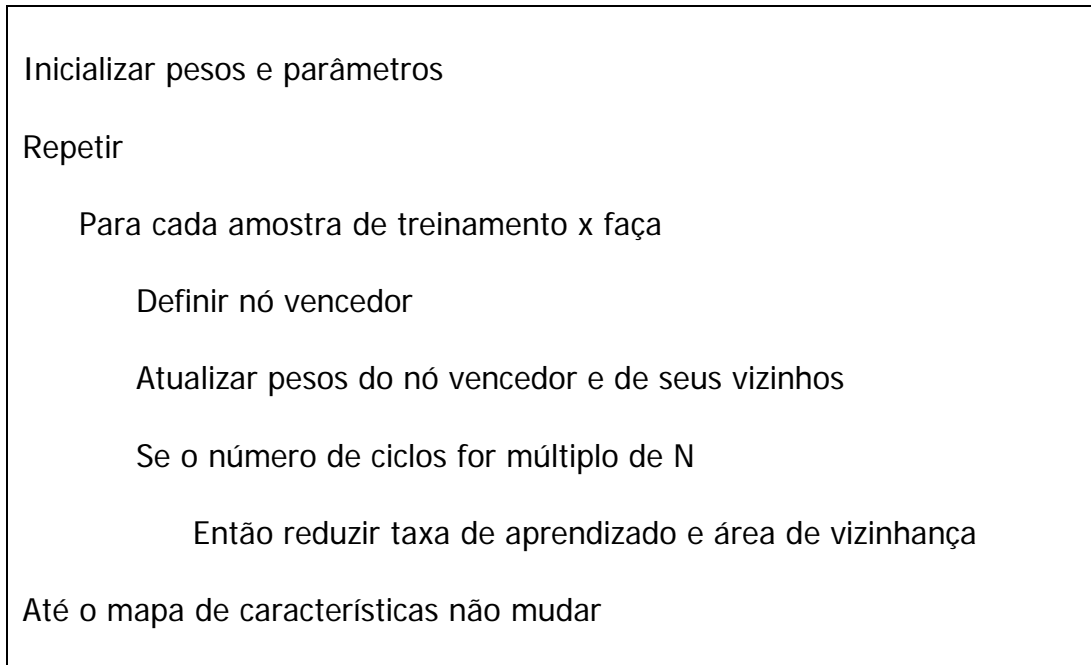 Inicializar pesos e parâmetros
Repetir
Para cada amostra de treinamento x faça
Definir nó vencedor
Atualizar pesos do nó vencedor e de seus vizinhos
Se o número de ciclos for múltiplo de N
Então reduzir taxa de aprendizado e área de vizinhança
Até o mapa de características não mudar